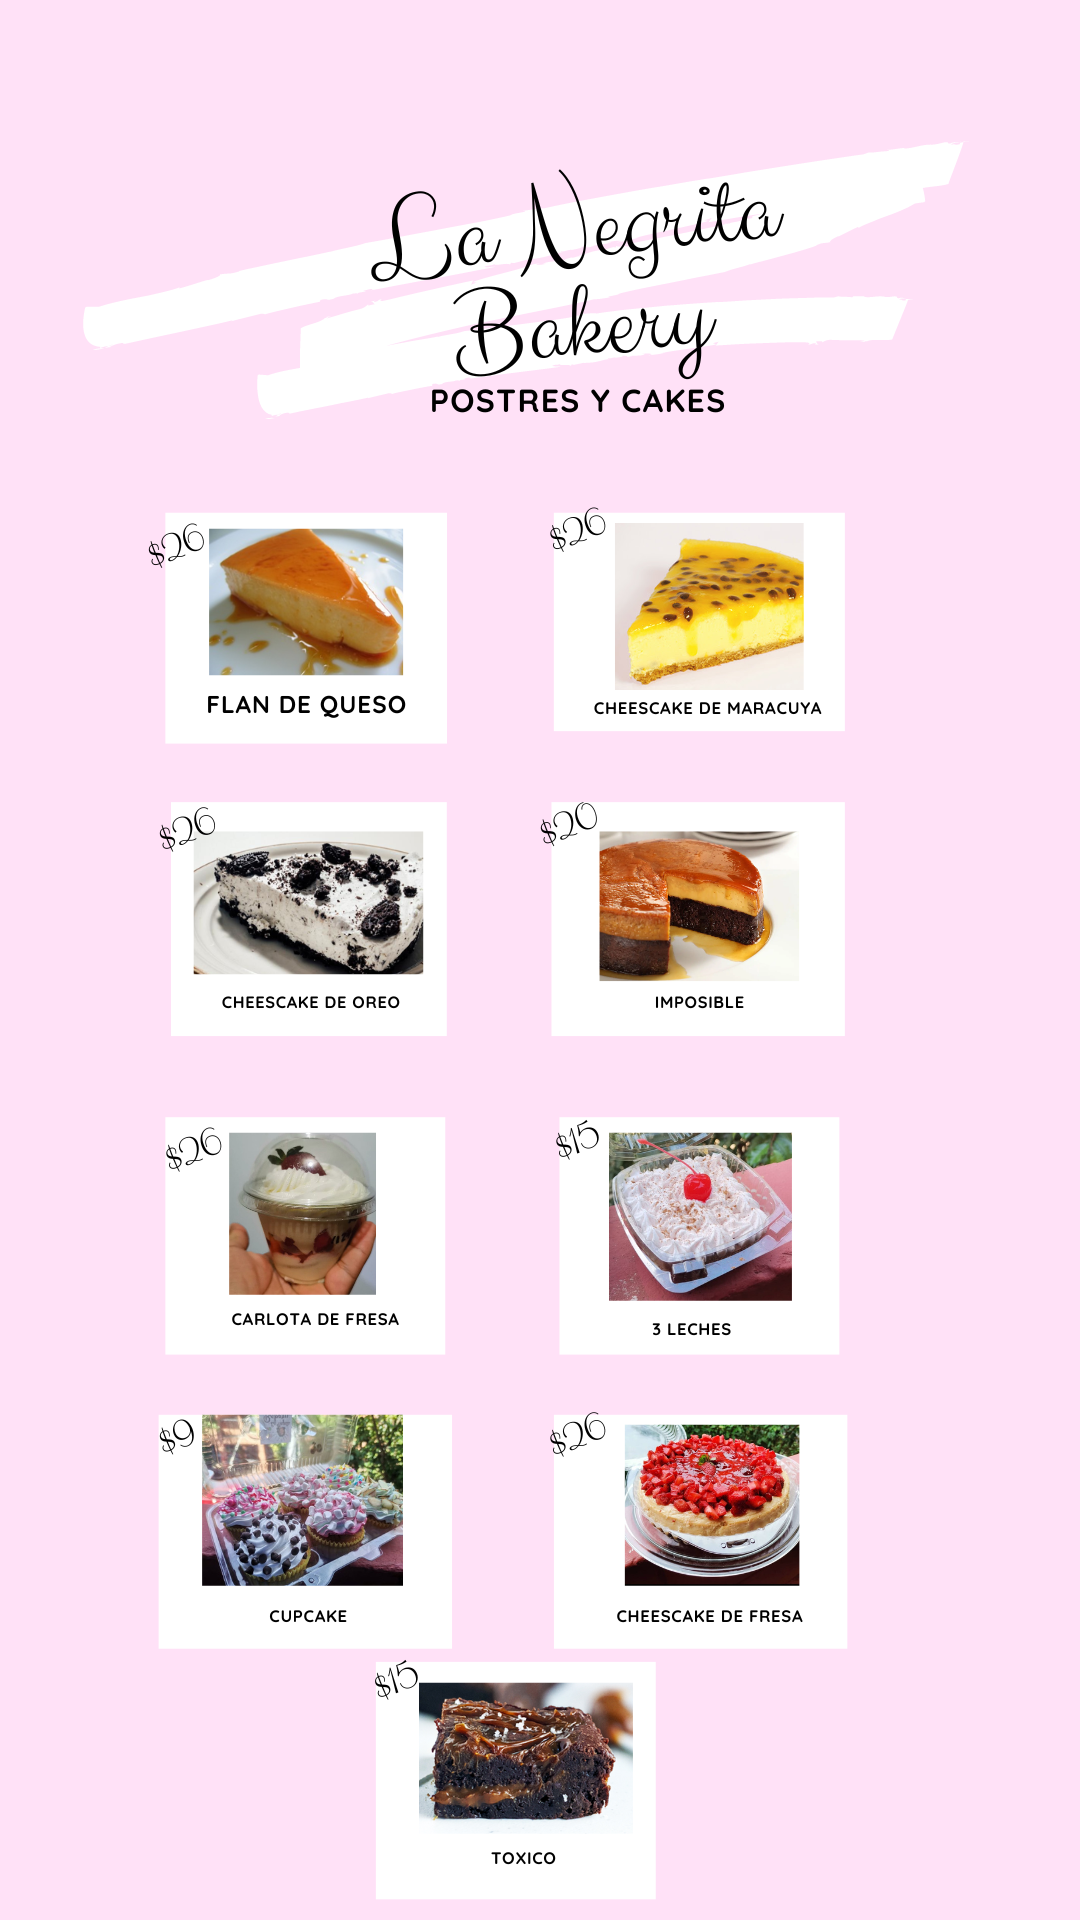 La Negrita
Bakery
POSTRES Y CAKES
$26
FLAN DE QUESO
$26
CHEESCAKE DE MARACUYA
$26
CHEESCAKE DE OREO
$20
IMPOSIBLE
$26
CARLOTA DE FRESA
$15
3 LECHES
$9
CUPCAKE
$26
CHEESCAKE DE FRESA
$15
TOXICO